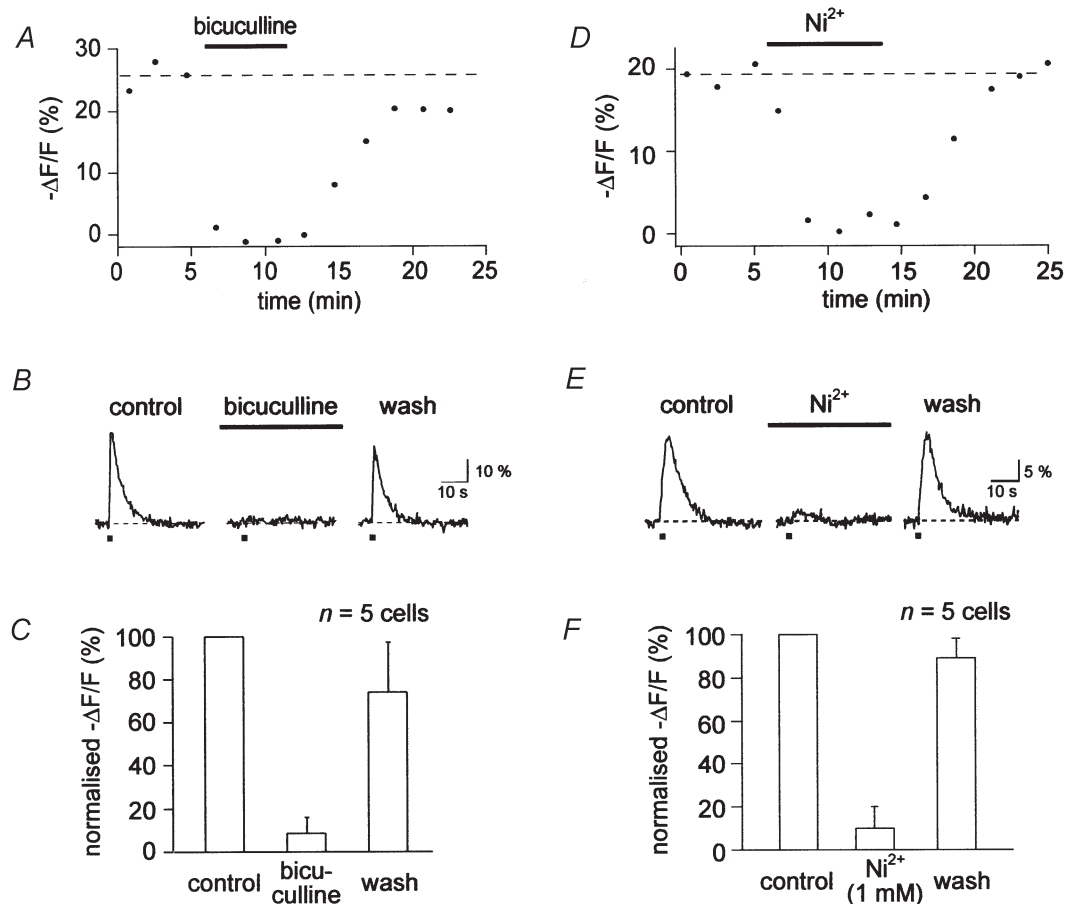 A
bicuculline
30
20
10
0
-ΔF/F (%)
0 5 10 15 20 25
time (min)
D
Ni²⁺
20
10
0
-ΔF/F (%)
0 5 10 15 20 25
time (min)
B
control bicuculline wash
10 %
10 s
E
control Ni²⁺ wash
5 %
10 s
C
n = 5 cells
100
80
60
40
20
0
normalised -ΔF/F (%)
control bicu-
culline wash
F
n = 5 cells
100
80
60
40
20
0
normalised -ΔF/F (%)
control Ni²⁺
(1 mM) wash